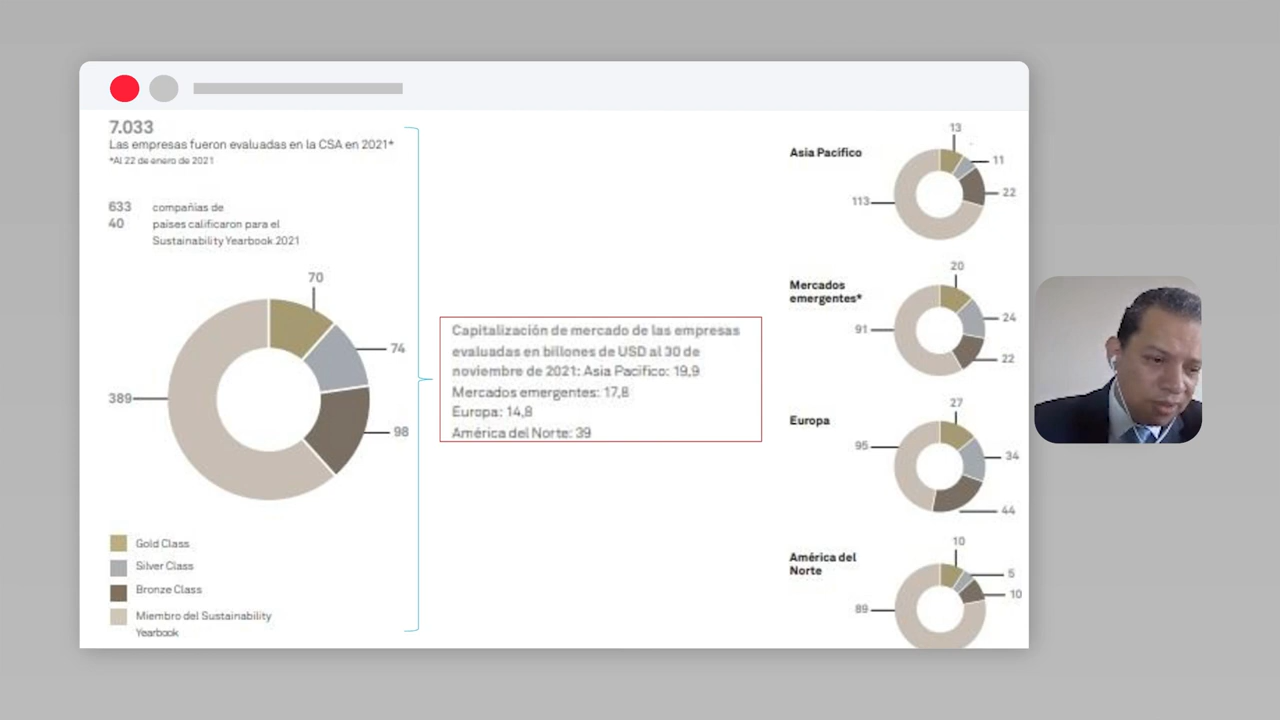 7.033
Las empresas fueron evaluadas en la CSA en 2021*
*Al 22 de enero de 2021
633 compañias de
40 paises calificaron para el
Sustainability Yearbook 2021
70
74
98
389
Gold Class
Silver Class
Bronze Class
Miembro del Sustainability
Yearbook
Capitalización de mercado de las empresas
evaluadas en billones de USD al 30 de
noviembre de 2021: Asia Pacifico: 19,9
Mercados emergentes: 17,8
Europa: 14,8
América del Norte: 39
Asia Pacífico
13
11
22
113
Mercados
emergentes*
20
24
22
91
Europa
27
34
44
95
América del
Norte
10
5
10
89